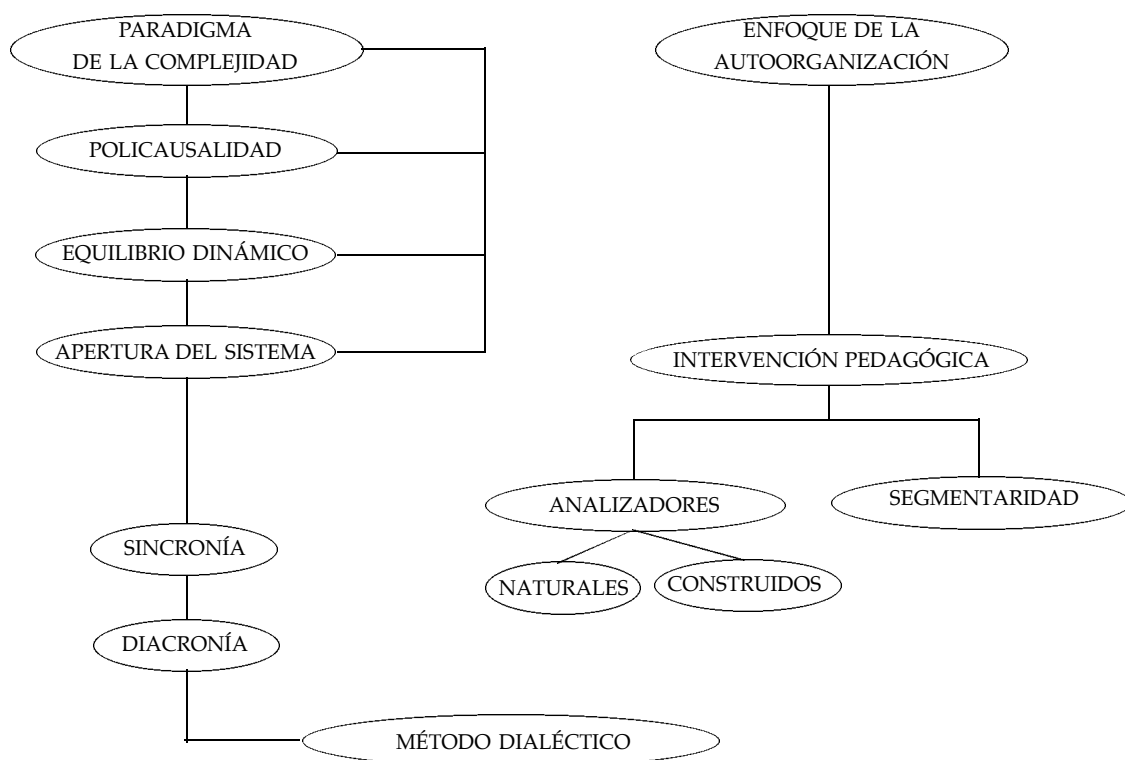 PARADIGMA
DE LA COMPLEJIDAD
POLICAUSALIDAD
EQUILIBRIO DINÁMICO
APERTURA DEL SISTEMA
SINCRONÍA
DIACRONÍA
MÉTODO DIALÉCTICO
ENFOQUE DE LA
AUTOORGANIZACIÓN
INTERVENCIÓN PEDAGÓGICA
ANALIZADORES
SEGMENTARIDAD
NATURALES
CONSTRUIDOS